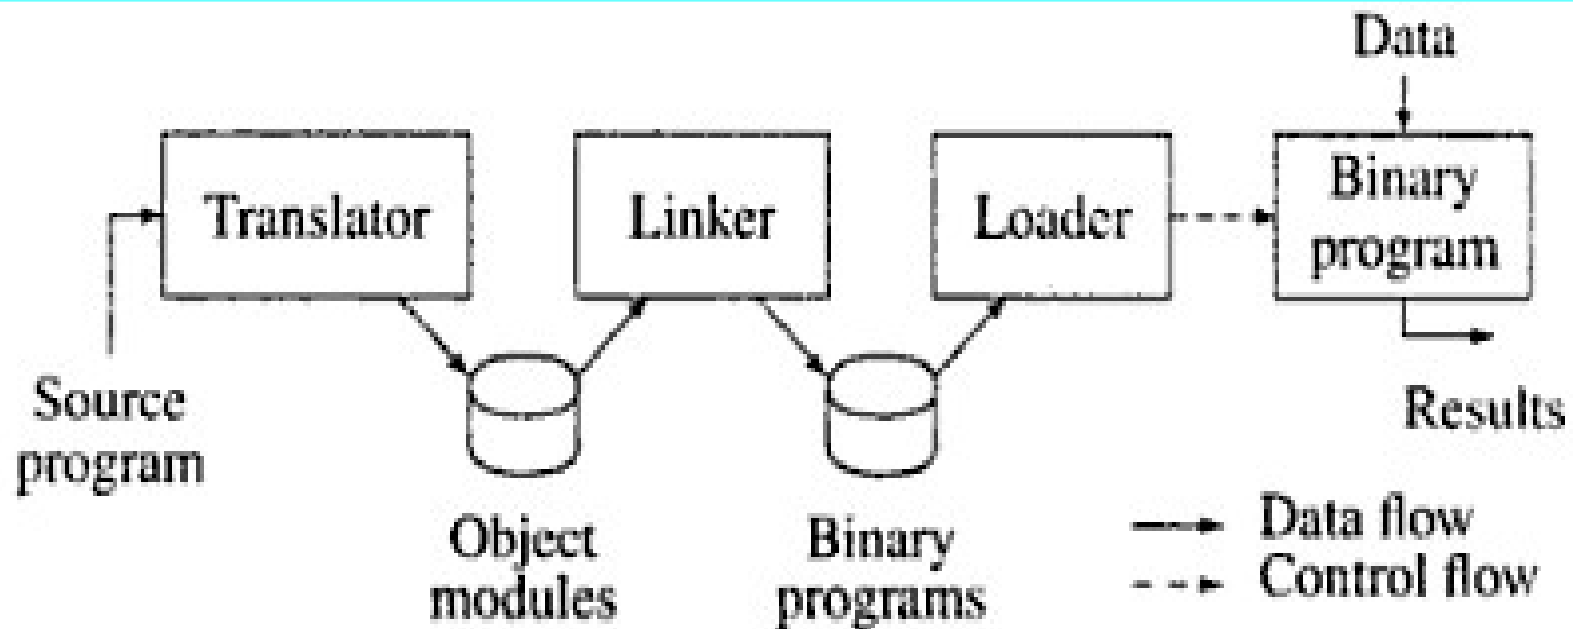 Data
Translator
Linker
Loader
Binary
program
Source
program
Results
Object
modules
Binary
programs
Data flow
Control flow